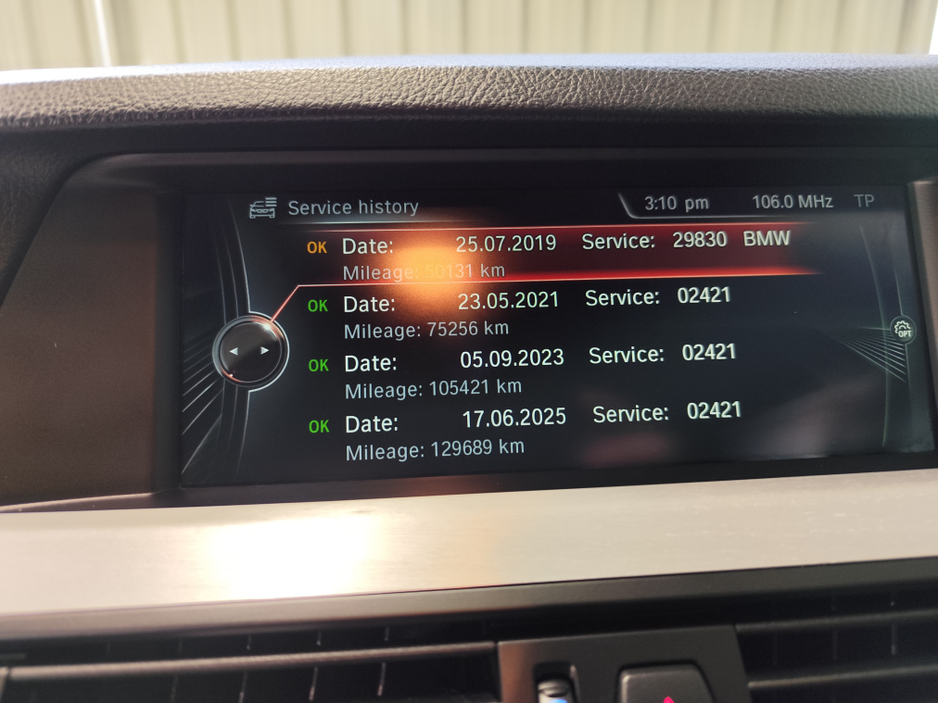 Service history 3:10 pm 106.0 MHz TP
OK Date: 25.07.2019 Service: 29830 BMW
Mileage: 50131 km
OK Date: 23.05.2021 Service: 02421
Mileage: 75256 km
OPT
OK Date: 05.09.2023 Service: 02421
Mileage: 105421 km
OK Date: 17.06.2025 Service: 02421
Mileage: 129689 km